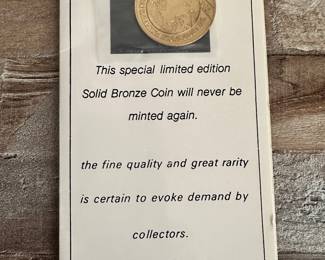 This special limited edition
Solid Bronze Coin will never be
minted again.
the fine quality and great rarity
is certain to evoke demand by
collectors.